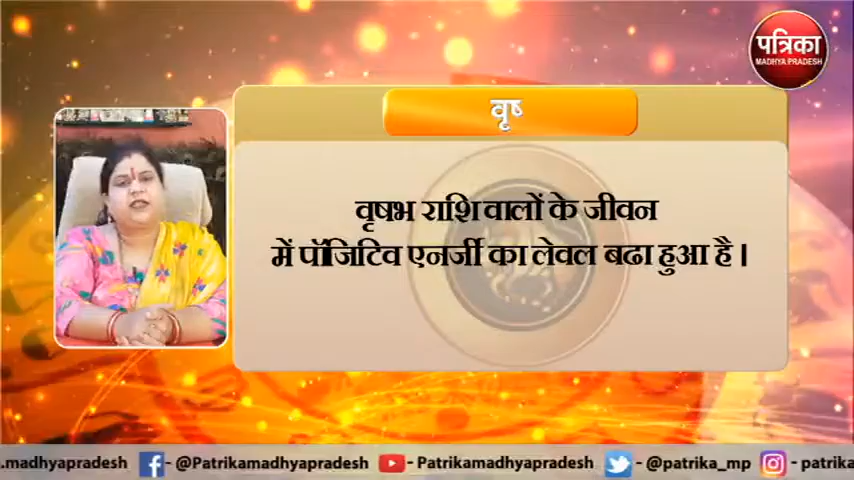 पत्रिका
MADHYA PRADESH
वृष
वृषभ राशि वालों के जीवन
में पॉजिटिव एनर्जी का लेवल बढा हुआ है।
.madhyapradesh - @Patrikamadhyapradesh - Patrikamadhyapradesh - @patrika_mp - patrika